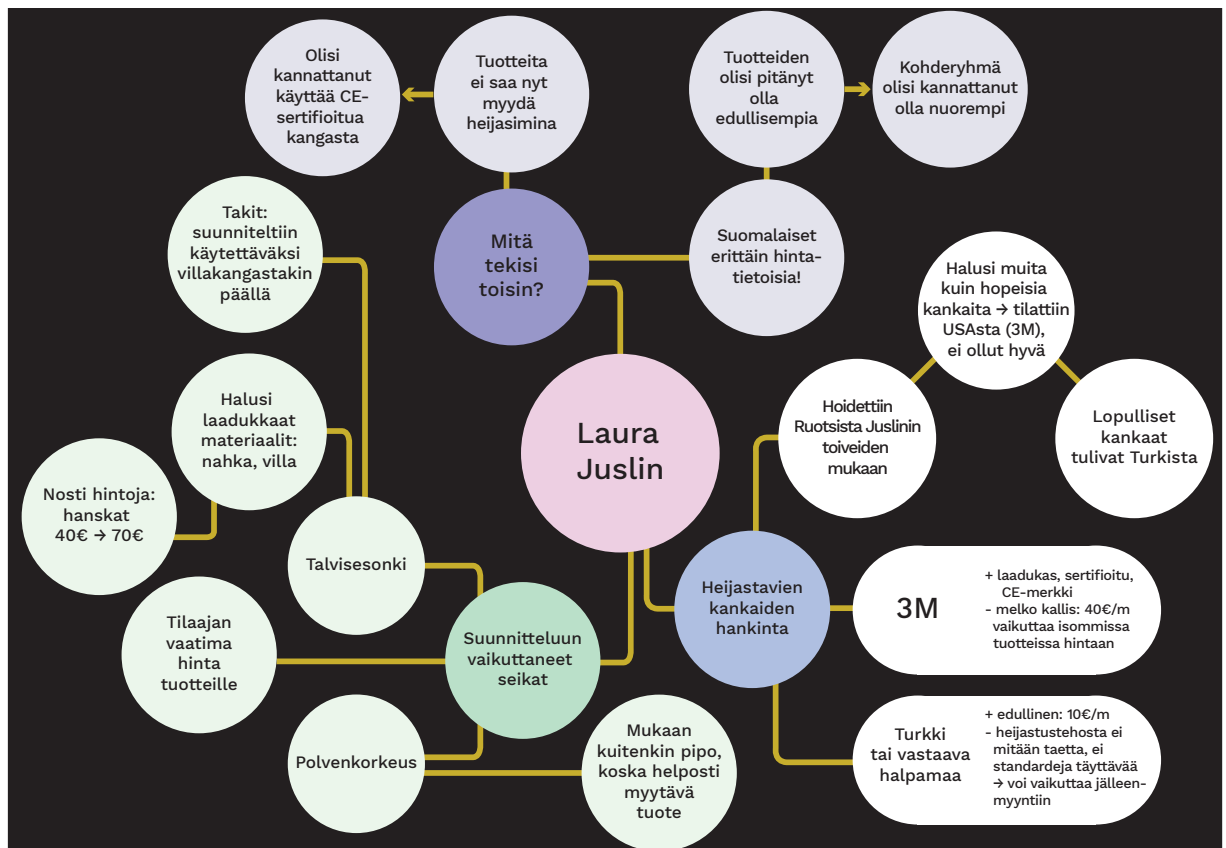 Olisi
kannattanut
käyttää CE-
sertifioitua
kangasta
Tuotteita
ei saa nyt
myydä
heijasimina
Tuotteiden
olisi pitänyt
olla
edullisempia
Kohderyhmä
olisi kannattanut
olla nuorempi
Takit:
suunniteltiin
käytettäväksi
villakangastakin
päällä
Mitä
tekisi
toisin?
Suomalaiset
erittäin hinta-
tietoisia!
Halusi muita
kuin hopeisia
kankaita → tilattiin
USAsta (3M),
ei ollut hyvä
Halusi
laadukkaat
materiaalit:
nahka, villa
Laura
Juslin
Hoidettiin
Ruotsista Juslinin
toiveiden
mukaan
Lopulliset
kankaat
tulivat Turkista
Nosti hintoja:
hanskat
40€ → 70€
Talvisesonki
Heijastavien
kankaiden
hankinta
3M
+ laadukas, sertifioitu,
CE-merkki
- melko kallis: 40€/m
vaikuttaa isommissa
tuotteissa hintaan
Tilaajan
vaatima
hinta
tuotteille
Suunnitteluun
vaikuttaneet
seikat
Polvenkorkeus
Mukaan
kuitenkin pipo,
koska helposti
myytävä
tuote
Turkki
tai vastaava
halpamaa
+ edullinen: 10€/m
- heijastustehosta ei
mitään taetta, ei
standardeja täyttävää
→ voi vaikuttaa jälleen-
myyntiin